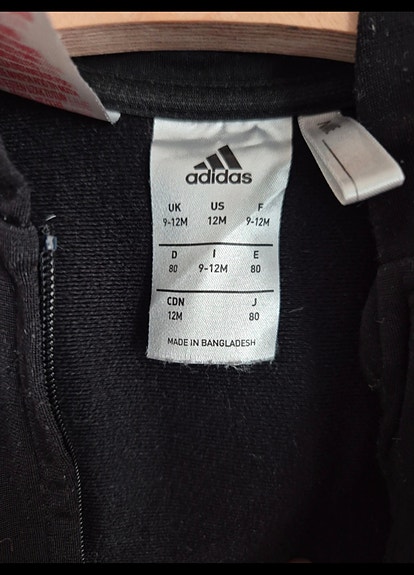 adidas
UK US F
9-12M 12M 9-12M
D I E
80 9-12M 80
CDN J
12M 80
MADE IN BANGLADESH